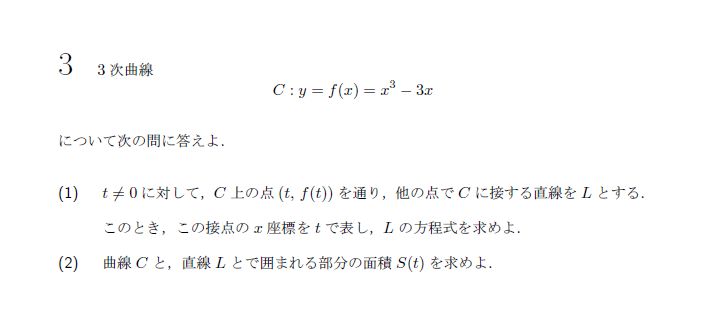 3 3 次曲線
C : y = f(x) = x³ − 3x
について次の問に答えよ.
(1) t ≠ 0 に対して, C 上の点 (t, f(t)) を通り, 他の点で C に接する直線を L とする.
このとき, この接点の x 座標を t で表し, L の方程式を求めよ.
(2) 曲線 C と, 直線 L とで囲まれる部分の面積 S(t) を求めよ.